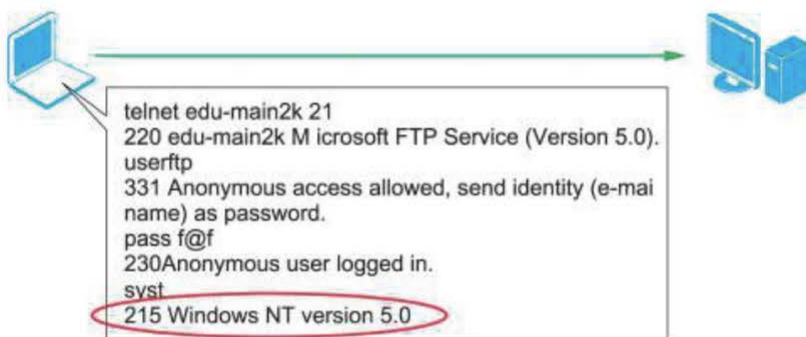 telnet edu-main2k 21
220 edu-main2k M icrosoft FTP Service (Version 5.0).
userftp
331 Anonymous access allowed, send identity (e-mai
name) as password.
pass f@f
230Anonymous user logged in.
syst
215 Windows NT version 5.0